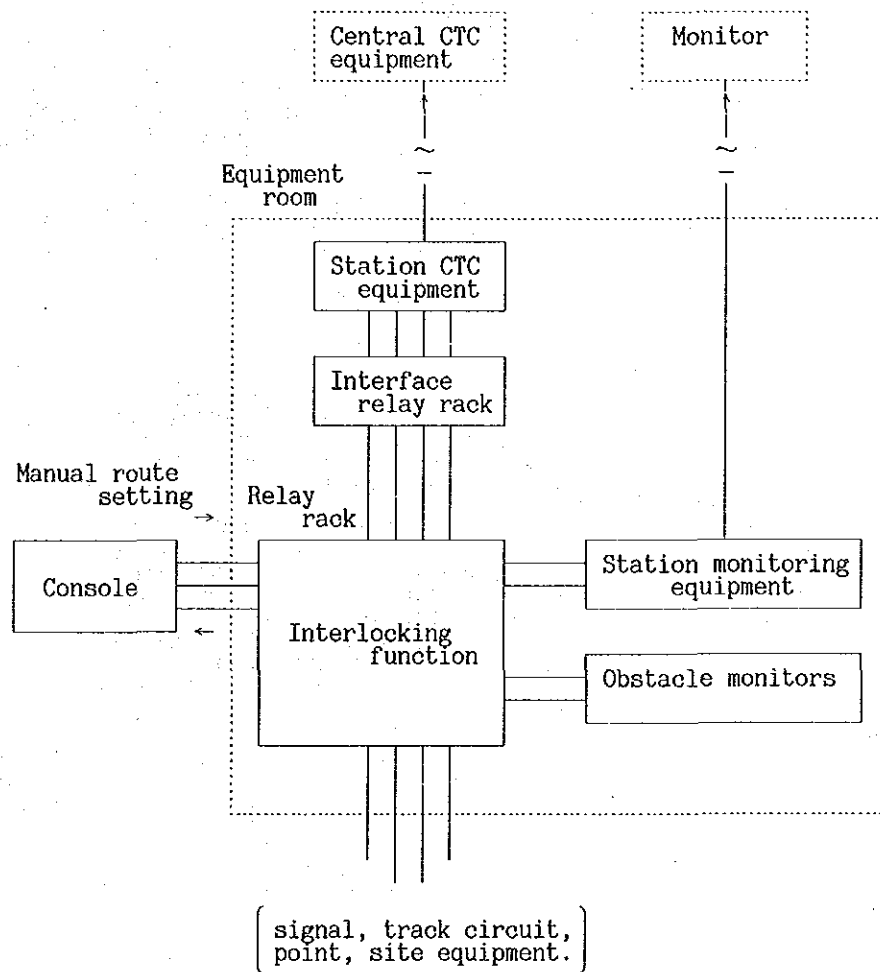 Central CTC
equipment
Monitor
Equipment
room
Station CTC
equipment
Interface
relay rack
Manual route
setting →
Relay
rack
Console
←
Interlocking
function
Station monitoring
equipment
Obstacle monitors
signal, track circuit,
point, site equipment.